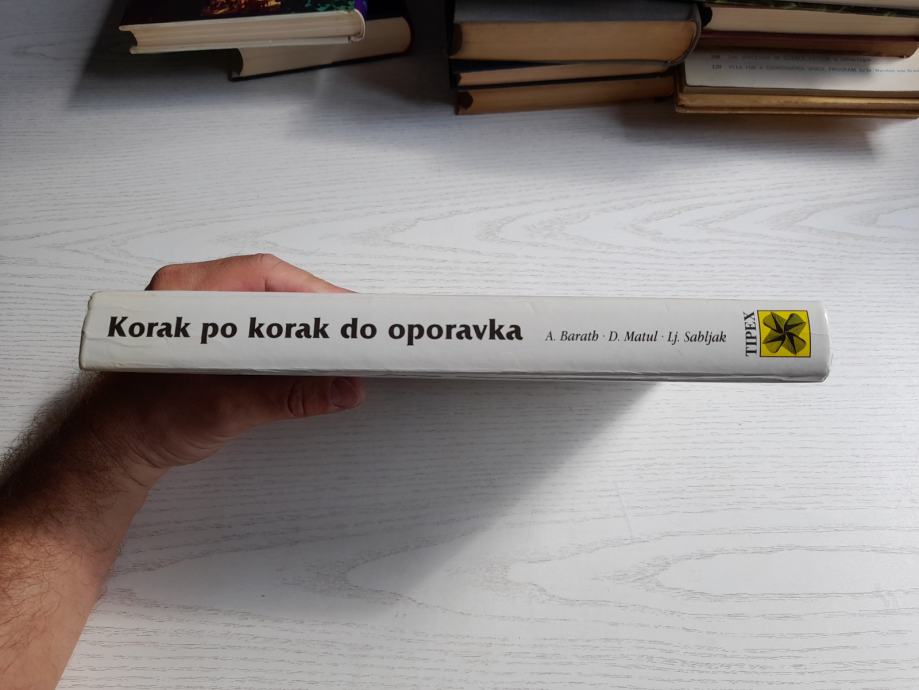 Korak po korak do oporavka A. Barath · D. Matul · Lj. Sabljak
TIPEX